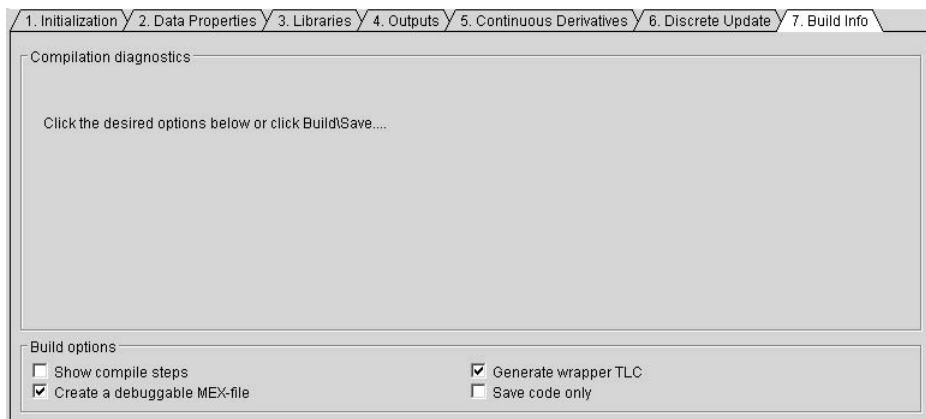 1. Initialization 2. Data Properties 3. Libraries 4. Outputs 5. Continuous Derivatives 6. Discrete Update 7. Build Info
Compilation diagnostics
Click the desired options below or click Build\Save....
Build options
Show compile steps Generate wrapper TLC
Create a debuggable MEX-file Save code only